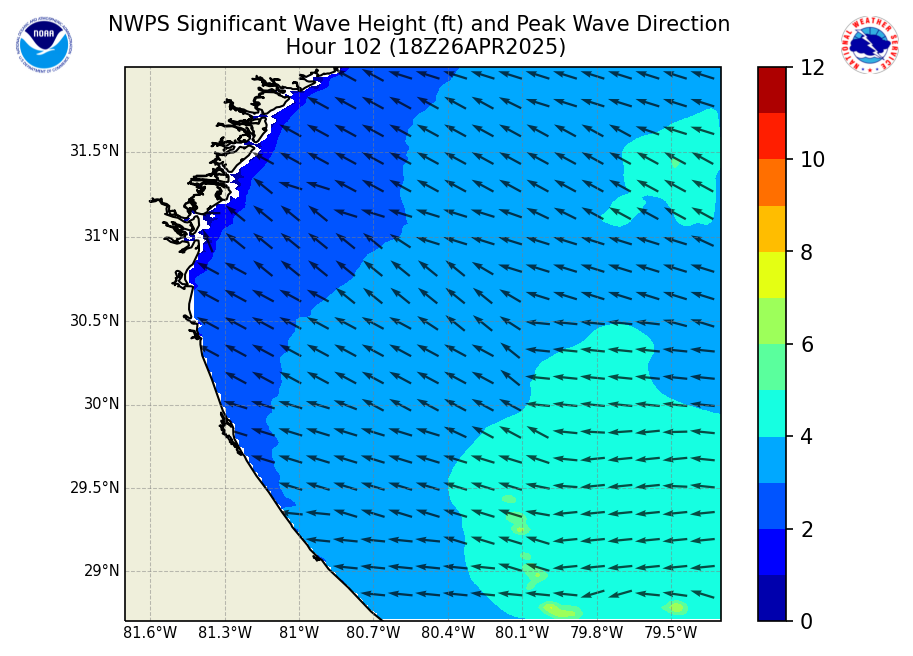 NWPS Significant Wave Height (ft) and Peak Wave Direction
Hour 102 (18Z26APR2025)
NOAA
NATIONAL WEATHER SERVICE
31.5°N
31°N
30.5°N
30°N
29.5°N
29°N
81.6°W 81.3°W 81°W 80.7°W 80.4°W 80.1°W 79.8°W 79.5°W
12
10
8
6
4
2
0